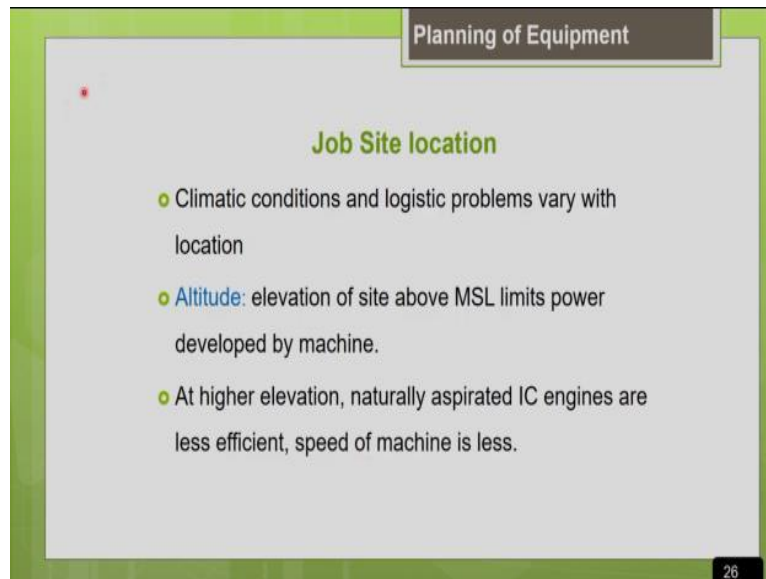 Planning of Equipment
Job Site location
Climatic conditions and logistic problems vary with
location
Altitude: elevation of site above MSL limits power
developed by machine.
At higher elevation, naturally aspirated IC engines are
less efficient, speed of machine is less.
26